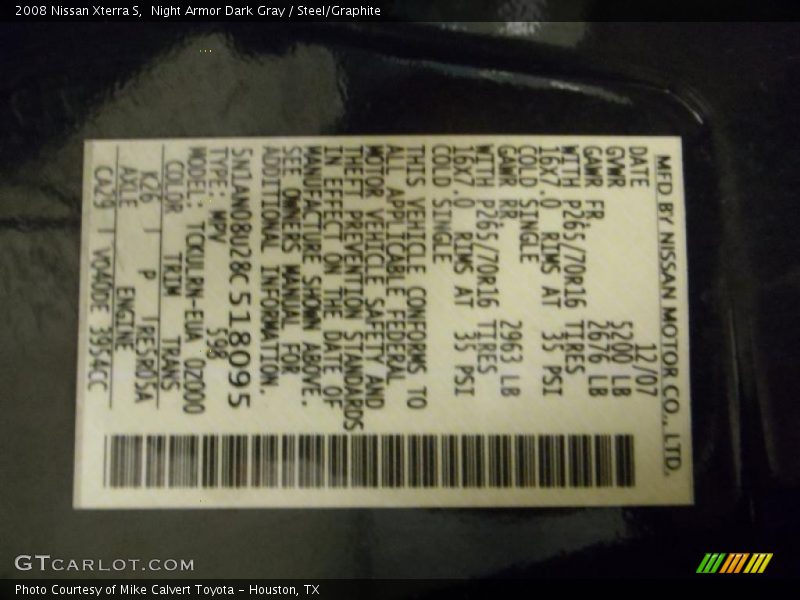 2008 Nissan Xterra S,  Night Armor Dark Gray / Steel/Graphite
MFD BY NISSAN MOTOR CO., LTD.
DATE 12/07
GVWR 5200 LB
GAWR FR. 2676 LB
WITH P265/70R16 TIRES
16X7.0 RIMS AT 35 PSI
COLD SINGLE
GAWR RR 2963 LB
WITH P265/70R16 TIRES
16X7.0 RIMS AT 35 PSI
COLD SINGLE
THIS VEHICLE CONFORMS TO
ALL APPLICABLE FEDERAL
MOTOR VEHICLE SAFETY AND
THEFT PREVENTION STANDARDS
IN EFFECT ON THE DATE OF
MANUFACTURE SHOWN ABOVE.
SEE OWNERS MANUAL FOR
ADDITIONAL INFORMATION.
5N1AN08U28C518095
TYPE: MPV 598
MODEL: TCKULRN-EUA 0Z000
COLOR TRIM TRANS
K26 | P | RE5R05A
AXLE ENGINE
CA29 | VQ40DE 3954CC
GTCARLOT.COM
Photo Courtesy of Mike Calvert Toyota - Houston, TX